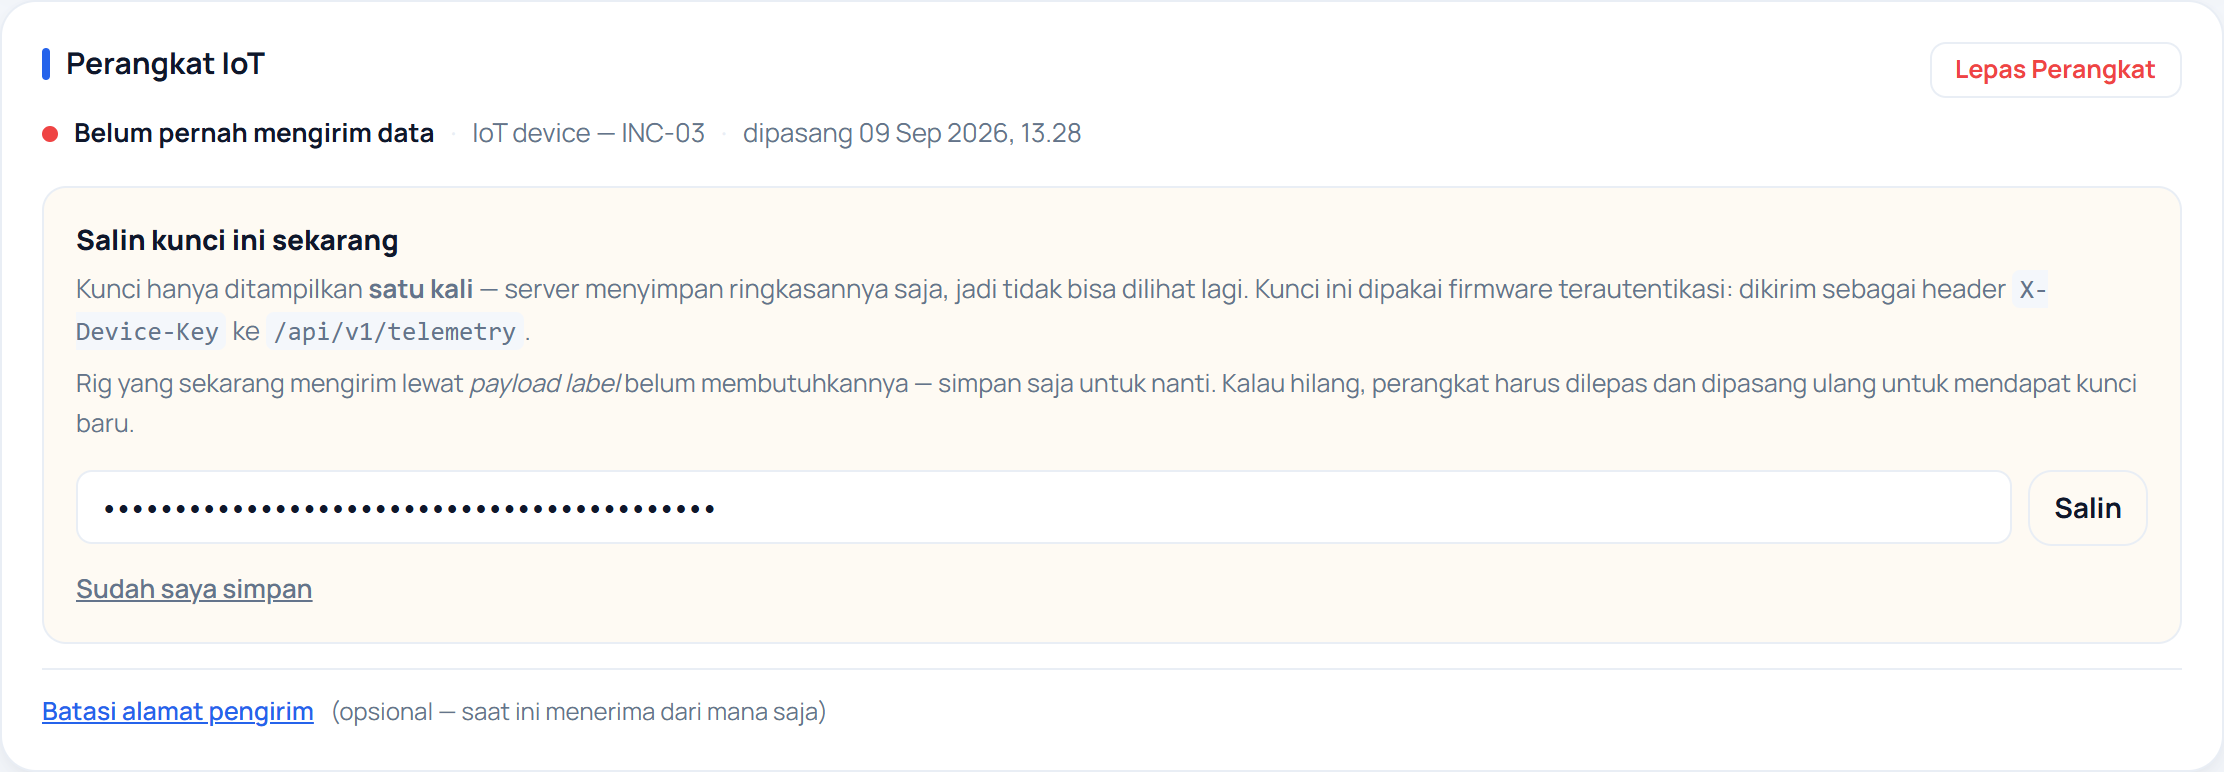 Perangkat IoT
Lepas Perangkat
Belum pernah mengirim data · IoT device — INC-03 · dipasang 09 Sep 2026, 13.28
Salin kunci ini sekarang
Kunci hanya ditampilkan satu kali — server menyimpan ringkasannya saja, jadi tidak bisa dilihat lagi. Kunci ini dipakai firmware terautentikasi: dikirim sebagai header X-
Device-Key ke /api/v1/telemetry.
Rig yang sekarang mengirim lewat payload label belum membutuhkannya — simpan saja untuk nanti. Kalau hilang, perangkat harus dilepas dan dipasang ulang untuk mendapat kunci
baru.
•••••••••••••••••••••••••••••••••••••••••••
Salin
Sudah saya simpan
Batasi alamat pengirim (opsional — saat ini menerima dari mana saja)